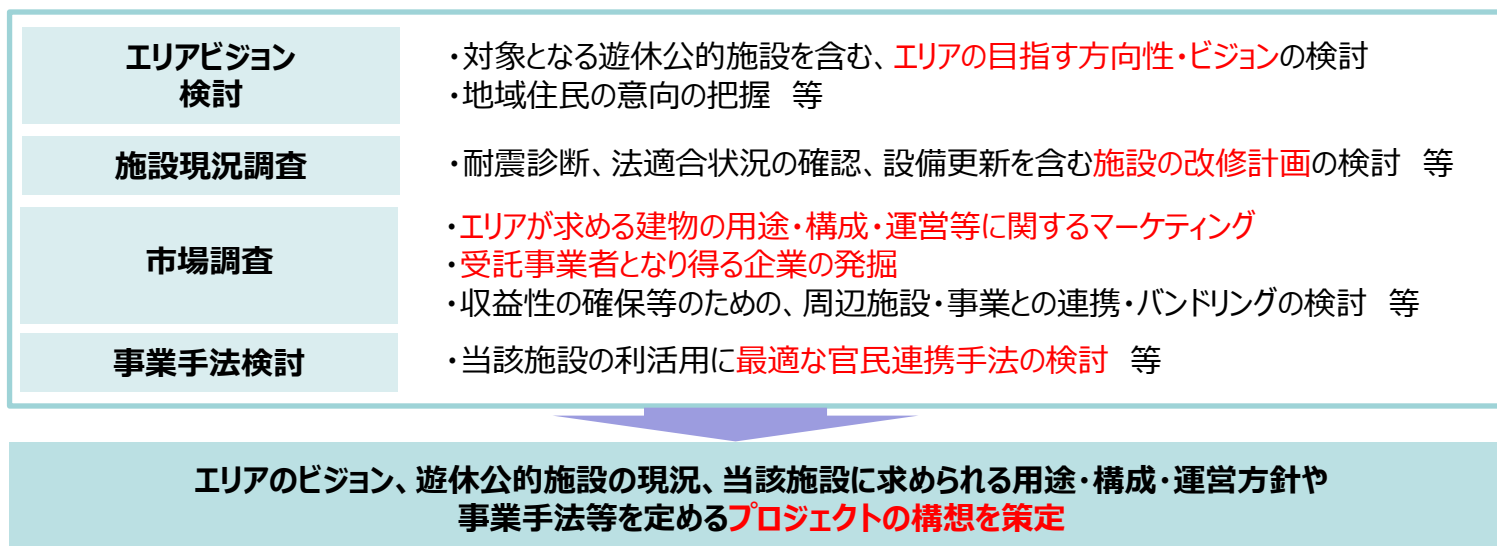 エリアビジョン
検討
・対象となる遊休公的施設を含む、エリアの目指す方向性・ビジョンの検討
・地域住民の意向の把握　等
施設現況調査
・耐震診断、法適合状況の確認、設備更新を含む施設の改修計画の検討　等
市場調査
・エリアが求める建物の用途・構成・運営等に関するマーケティング
・受託事業者となり得る企業の発掘
・収益性の確保等のための、周辺施設・事業との連携・バンドリングの検討　等
事業手法検討
・当該施設の利活用に最適な官民連携手法の検討　等
エリアのビジョン、遊休公的施設の現況、当該施設に求められる用途・構成・運営方針や
事業手法等を定めるプロジェクトの構想を策定